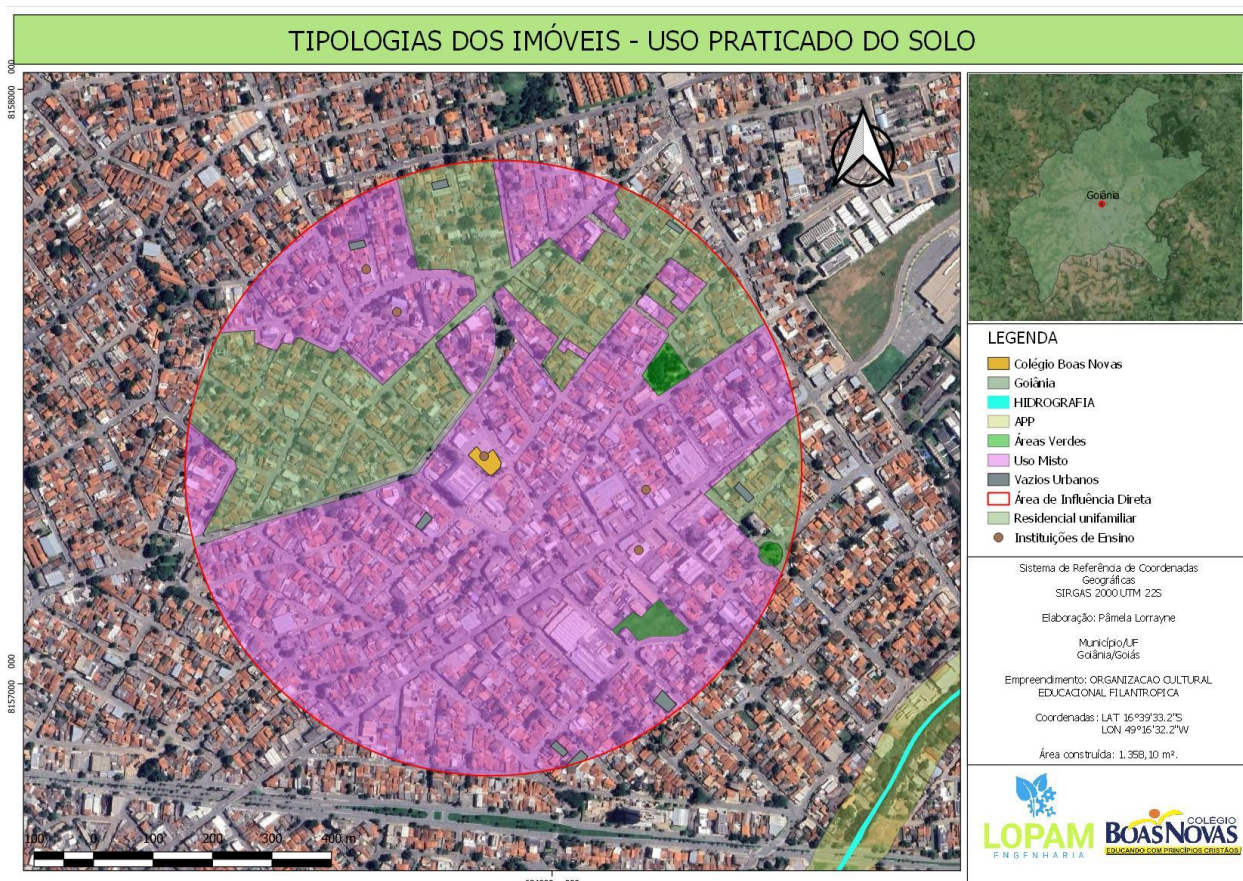 TIPOLOGIAS DOS IMÓVEIS - USO PRATICADO DO SOLO
8158000 000
8157000 000
Goiânia
LEGENDA
Colégio Boas Novas
Goiânia
HIDROGRAFIA
APP
Áreas Verdes
Uso Misto
Vazios Urbanos
Área de Influência Direta
Residencial unifamiliar
Instituições de Ensino
Sistema de Referência de Coordenadas
Geográficas
SIRGAS 2000 UTM 22S
Elaboração: Pâmela Lorrayne
Município/UF
Goiânia/Goiás
Empreendimento: ORGANIZACAO CULTURAL
EDUCACIONAL FILANTROPICA
Coordenadas: LAT 16°39'33.2"S
LON 49°16'32.2"W
Área construída: 1.358,10 m².
LOPAM
ENGENHARIA
COLÉGIO
BOAS NOVAS
EDUCANDO COM PRINCÍPIOS CRISTÃOS
100 0 100 200 300 400 m